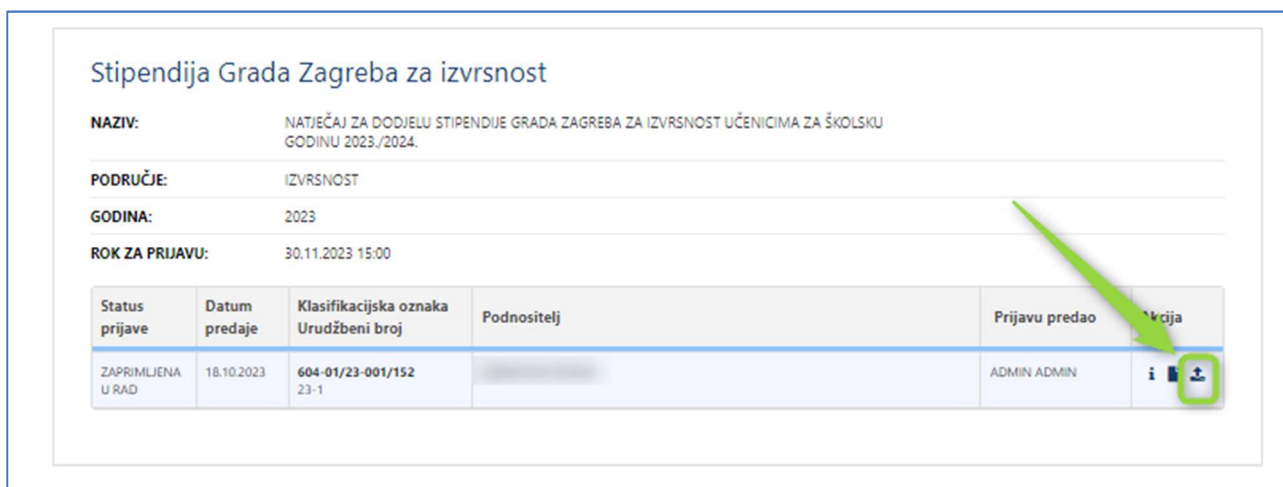 Stipendija Grada Zagreba za izvrsnost
NAZIV: NATJEČAJ ZA DODJELU STIPENDIJE GRADA ZAGREBA ZA IZVRSNOST UČENICIMA ZA ŠKOLSKU
GODINU 2023./2024.
PODRUČJE: IZVRSNOST
GODINA: 2023
ROK ZA PRIJAVU: 30.11.2023 15:00
Status prijave Datum predaje Klasifikacijska oznaka Urudžbeni broj Podnositelj Prijavu predao Akcija
ZAPRIMLJENA U RAD 18.10.2023 604-01/23-001/152 23-1 ADMIN ADMIN